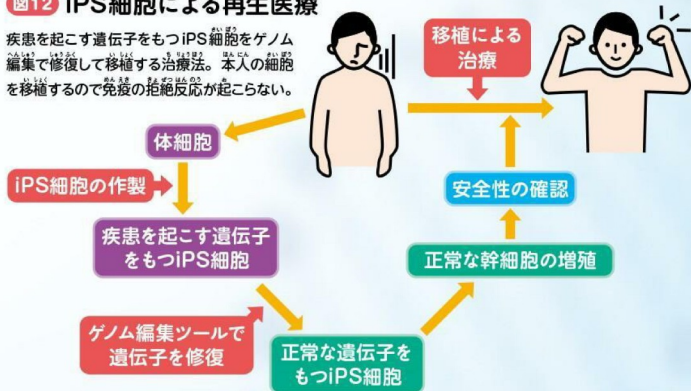 図12 iPS細胞による再生医療
疾患を起こす遺伝子をもつiPS細胞をゲノム
編集で修復して移植する治療法。本人の細胞
を移植するので免疫の拒絶反応が起こらない。
移植による
治療
体細胞
iPS細胞の作製
疾患を起こす遺伝子
をもつiPS細胞
ゲノム編集ツールで
遺伝子を修復
正常な遺伝子を
もつiPS細胞
正常な幹細胞の増殖
安全性の確認